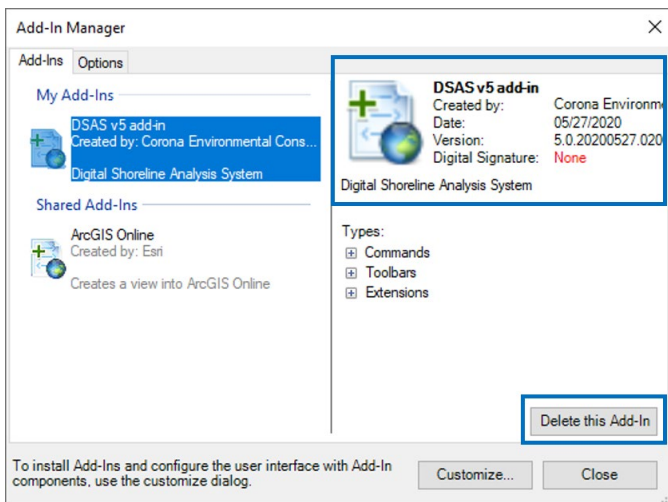 Add-In Manager
Add-Ins
Options
My Add-Ins
DSAS v5 add-in
Created by: Corona Environmental Cons...
Digital Shoreline Analysis System
Shared Add-Ins
ArcGIS Online
Created by: Esri
Creates a view into ArcGIS Online
DSAS v5 add-in
Created by: Corona Environm
Date: 05/27/2020
Version: 5.0.20200527.020
Digital Signature: None
Digital Shoreline Analysis System
Types:
Commands
Toolbars
Extensions
Delete this Add-In
To install Add-Ins and configure the user interface with Add-In
components, use the customize dialog.
Customize...
Close